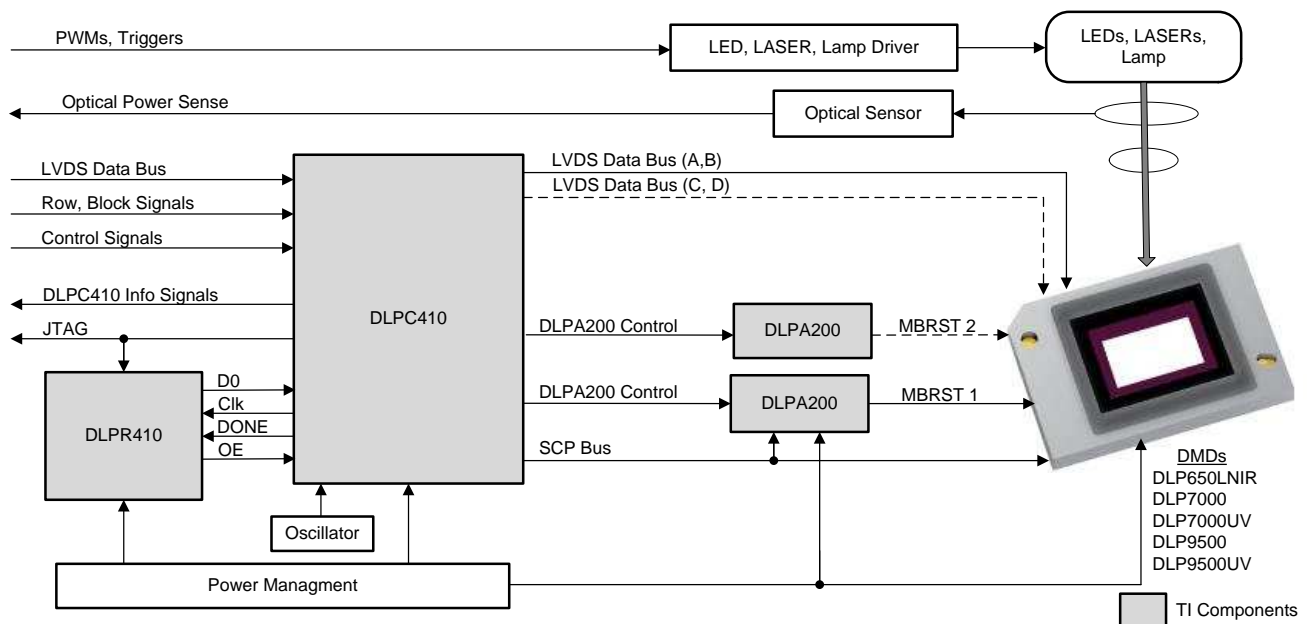 PWMs, Triggers
LED, LASER, Lamp Driver
LEDs, LASERs,
Lamp
Optical Power Sense
Optical Sensor
LVDS Data Bus
Row, Block Signals
Control Signals
DLPC410 Info Signals
JTAG
DLPC410
LVDS Data Bus (A,B)
LVDS Data Bus (C, D)
DLPA200 Control
DLPA200
MBRST 2
DLPA200 Control
DLPA200
MBRST 1
SCP Bus
DLPR410
D0
Clk
DONE
OE
Oscillator
Power Managment
DMDs
DLP650LNIR
DLP7000
DLP7000UV
DLP9500
DLP9500UV
TI Components